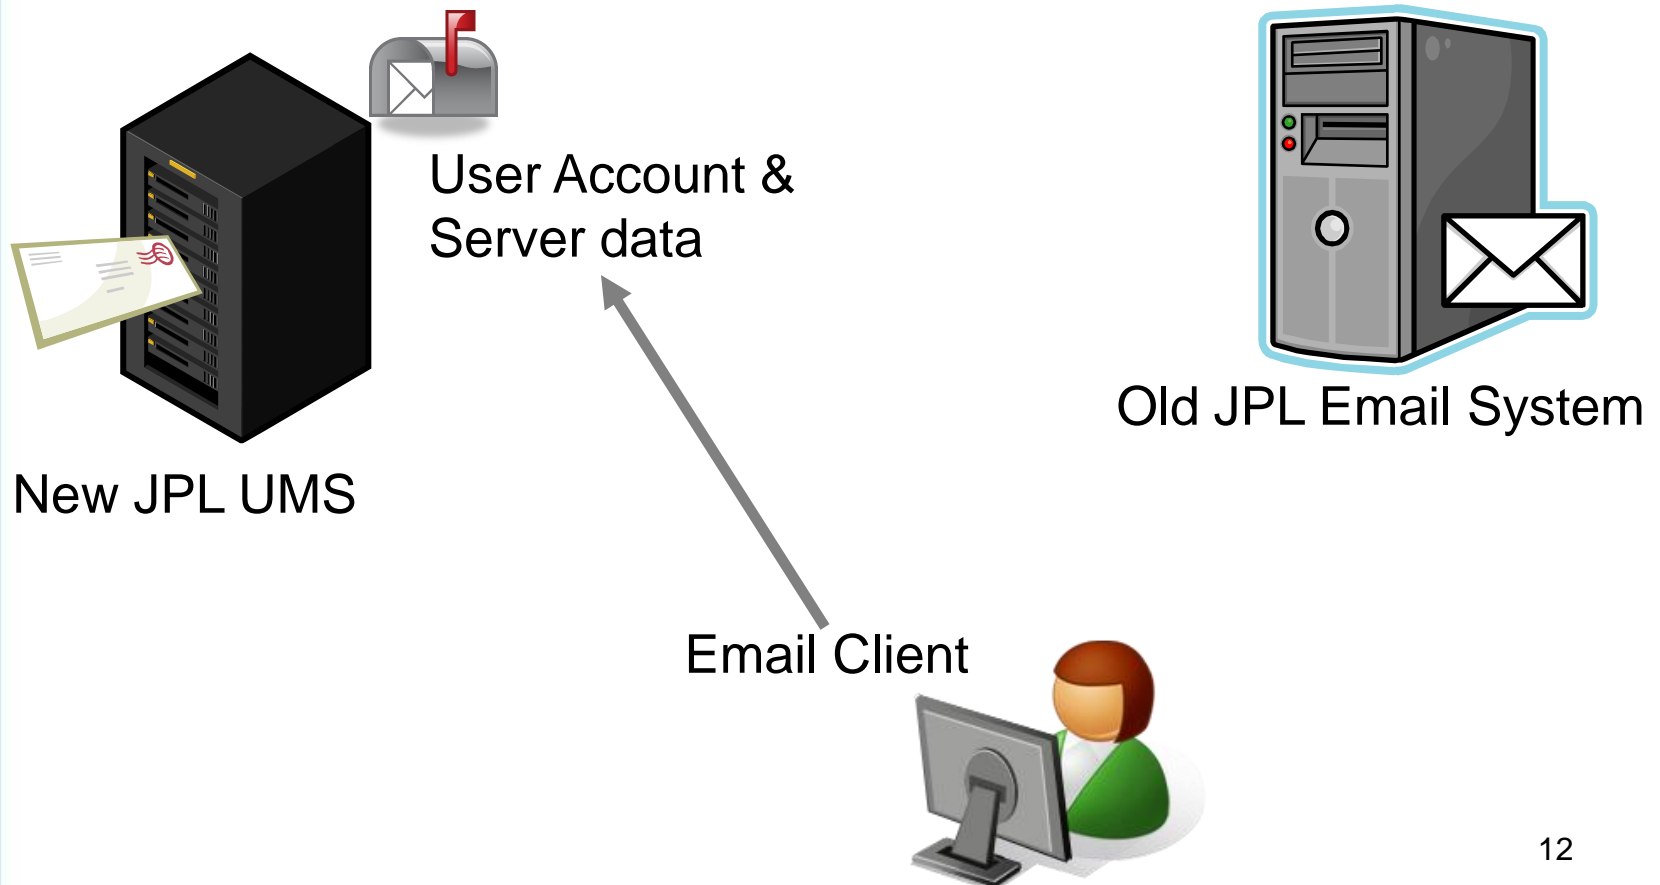 User Account &
Server data
Old JPL Email System
New JPL UMS
Email Client
12